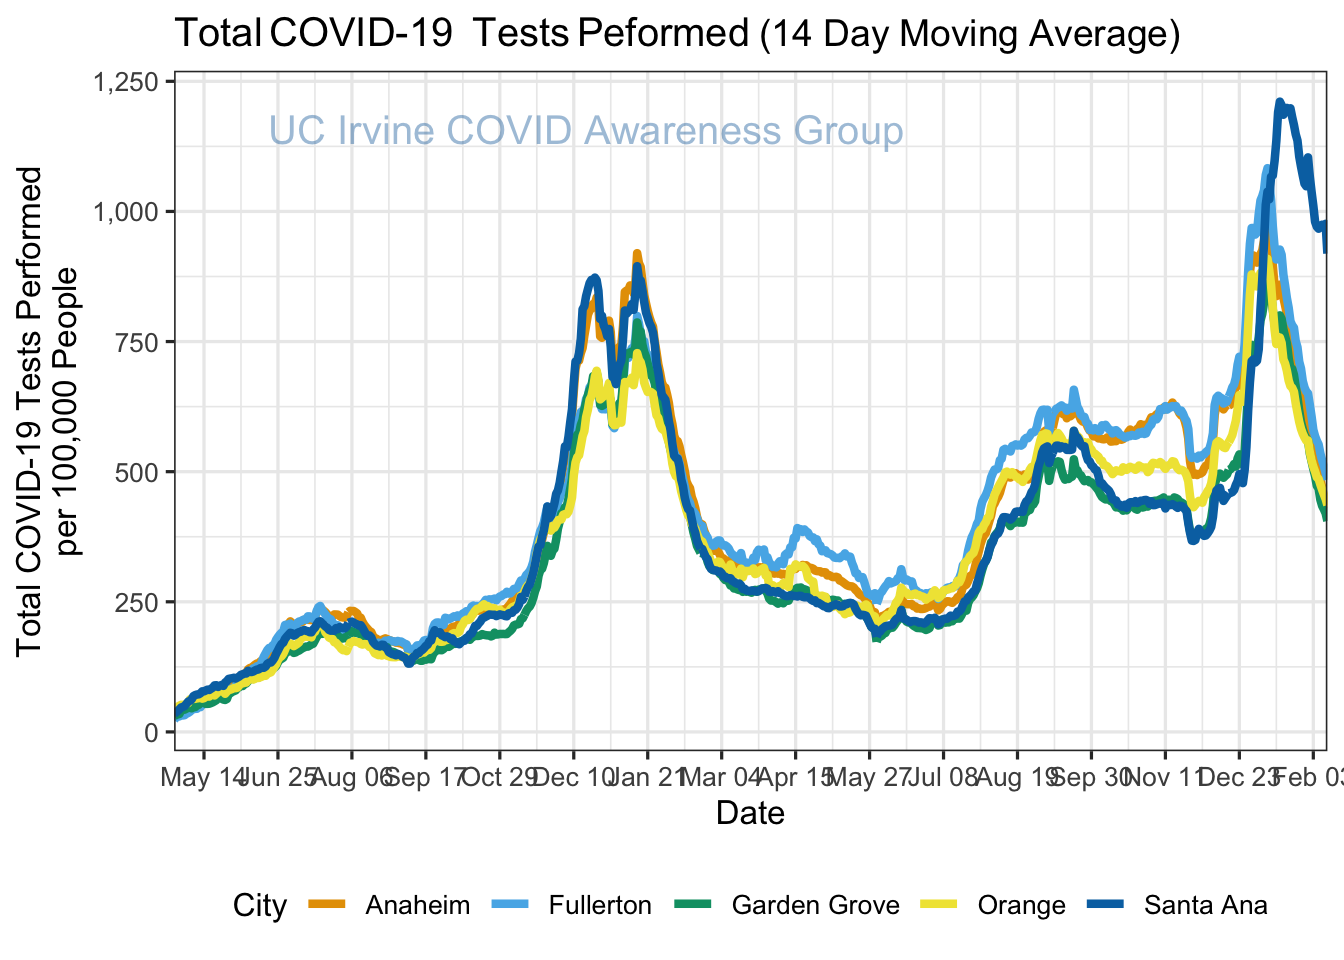 Total COVID-19 Tests Peformed (14 Day Moving Average)
UC Irvine COVID Awareness Group
Total COVID-19 Tests Performed
per 100,000 People
1,250
1,000
750
500
250
0
May 14 Jun 25 Aug 06 Sep 17 Oct 29 Dec 10 Jan 21 Mar 04 Apr 15 May 27 Jul 08 Aug 19 Sep 30 Nov 11 Dec 23 Feb 03
Date
City Anaheim Fullerton Garden Grove Orange Santa Ana